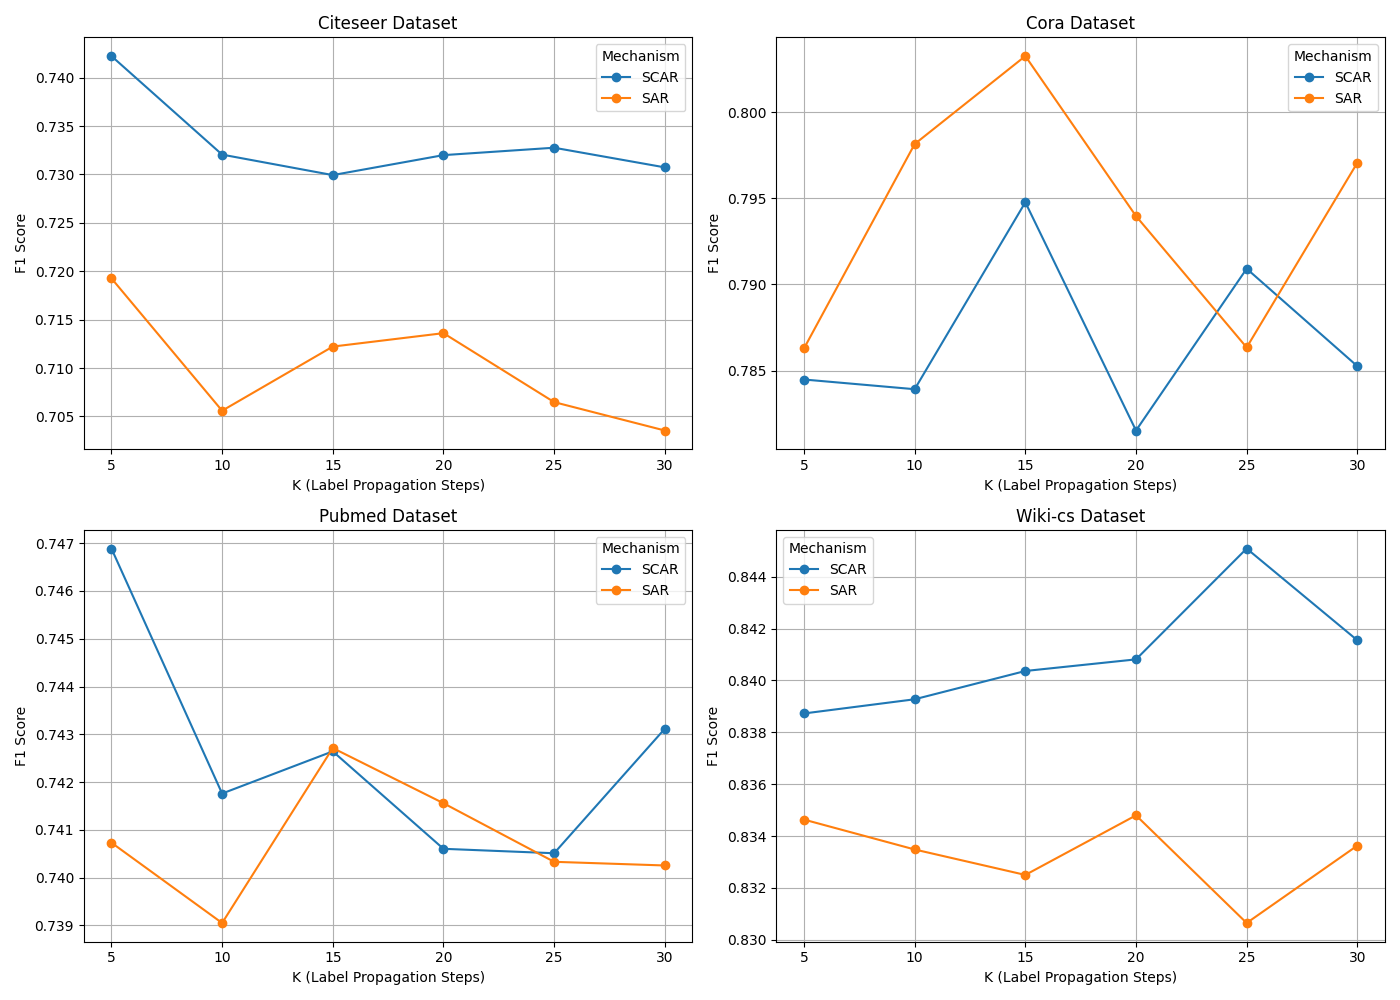 Citeseer Dataset
0.740
0.735
0.730
0.725
0.720
0.715
0.710
0.705
F1 Score
Mechanism
SCAR
SAR
5 10 15 20 25 30
K (Label Propagation Steps)
Cora Dataset
0.800
0.795
0.790
0.785
F1 Score
Mechanism
SCAR
SAR
5 10 15 20 25 30
K (Label Propagation Steps)
Pubmed Dataset
0.747
0.746
0.745
0.744
0.743
0.742
0.741
0.740
0.739
F1 Score
Mechanism
SCAR
SAR
5 10 15 20 25 30
K (Label Propagation Steps)
Wiki-cs Dataset
0.844
0.842
0.840
0.838
0.836
0.834
0.832
0.830
F1 Score
Mechanism
SCAR
SAR
5 10 15 20 25 30
K (Label Propagation Steps)